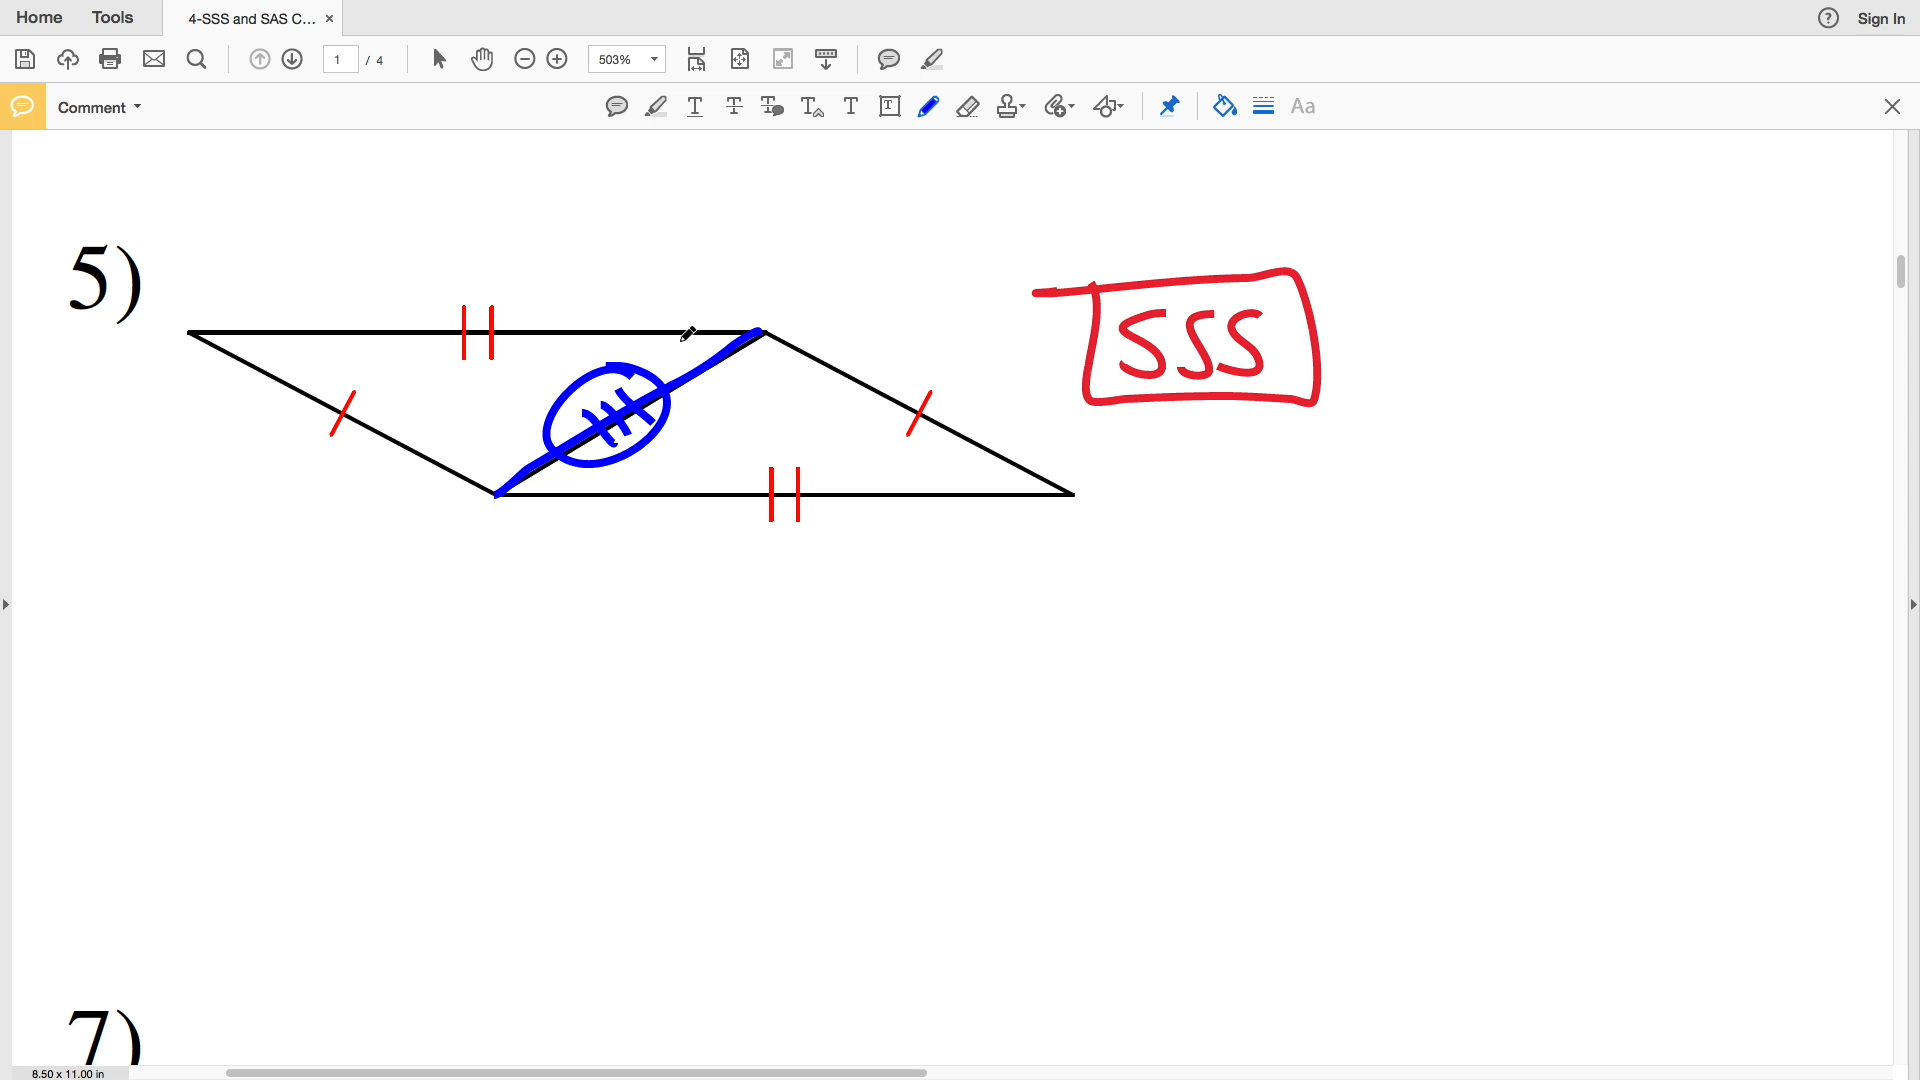 Home Tools 4-SSS and SAS C... × ? Sign In
1 / 4 503%
Comment T T T T T T Aa
5)
SSS
7)
8.50 x 11.00 in